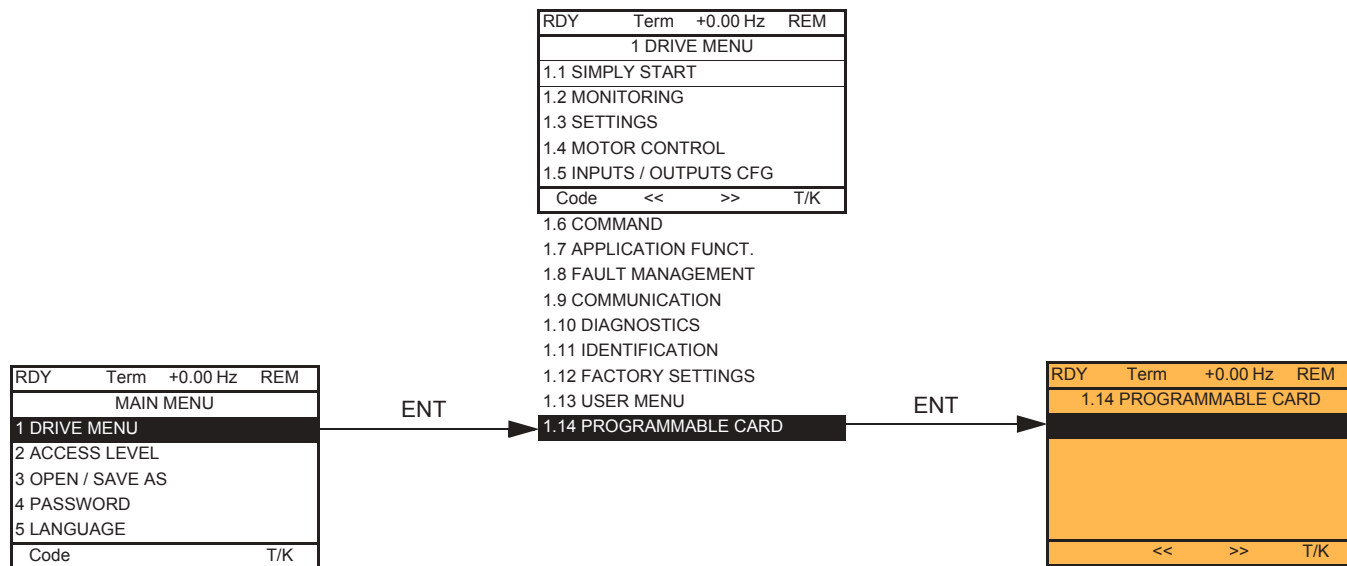 RDY Term +0.00 Hz REM
1 DRIVE MENU
1.1 SIMPLY START
1.2 MONITORING
1.3 SETTINGS
1.4 MOTOR CONTROL
1.5 INPUTS / OUTPUTS CFG
Code << >> T/K
1.6 COMMAND
1.7 APPLICATION FUNCT.
1.8 FAULT MANAGEMENT
1.9 COMMUNICATION
1.10 DIAGNOSTICS
1.11 IDENTIFICATION
1.12 FACTORY SETTINGS
1.13 USER MENU
1.14 PROGRAMMABLE CARD
RDY Term +0.00 Hz REM
MAIN MENU
1 DRIVE MENU
2 ACCESS LEVEL
3 OPEN / SAVE AS
4 PASSWORD
5 LANGUAGE
Code T/K
ENT
ENT
RDY Term +0.00 Hz REM
1.14 PROGRAMMABLE CARD
<< >> T/K